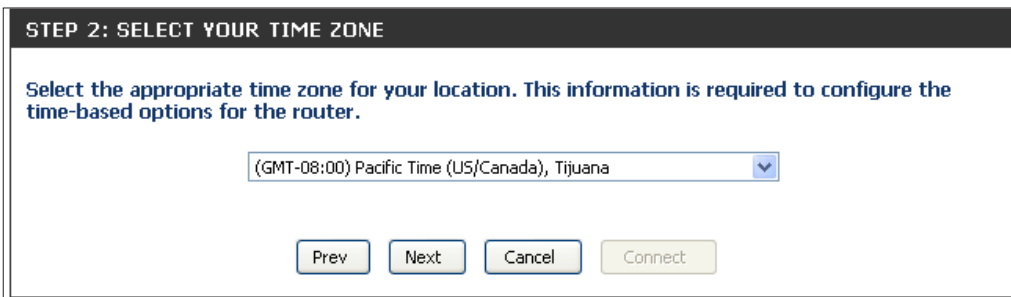 STEP 2: SELECT YOUR TIME ZONE
Select the appropriate time zone for your location. This information is required to configure the
time-based options for the router.
(GMT-08:00) Pacific Time (US/Canada), Tijuana
Prev Next Cancel Connect